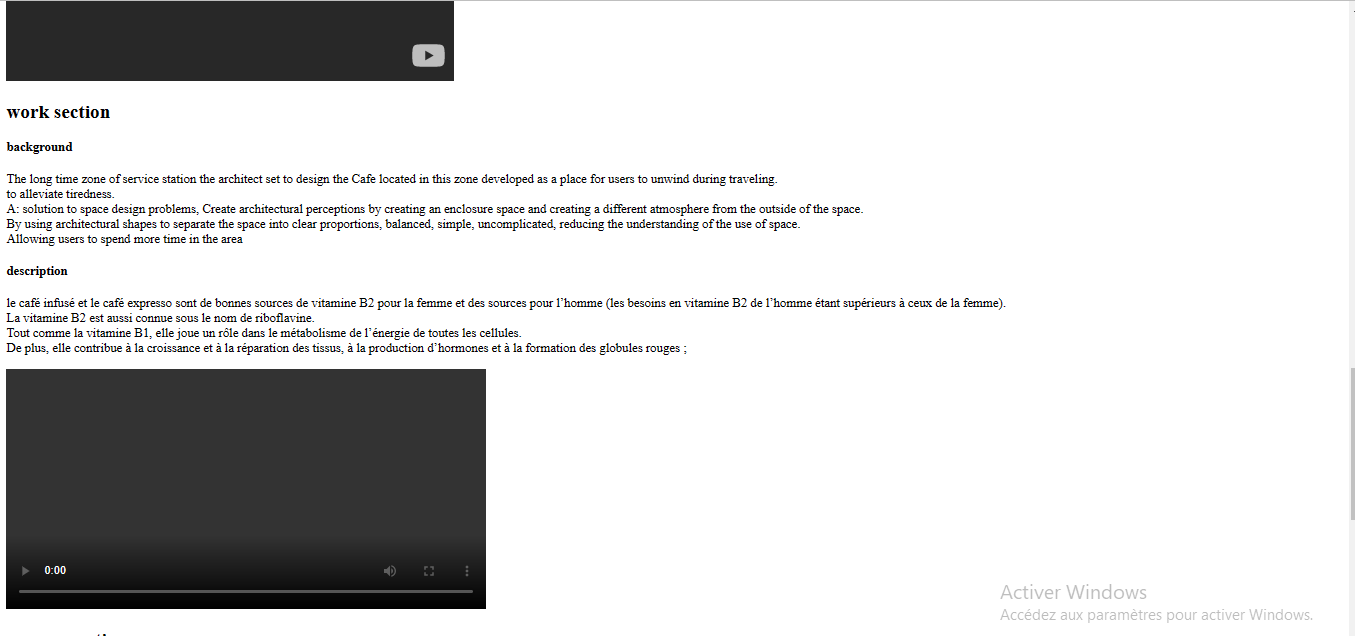 work section
background
The long time zone of service station the architect set to design the Cafe located in this zone developed as a place for users to unwind during traveling.
to alleviate tiredness.
A: solution to space design problems, Create architectural perceptions by creating an enclosure space and creating a different atmosphere from the outside of the space.
By using architectural shapes to separate the space into clear proportions, balanced, simple, uncomplicated, reducing the understanding of the use of space.
Allowing users to spend more time in the area
description
le café infusé et le café expresso sont de bonnes sources de vitamine B2 pour la femme et des sources pour l’homme (les besoins en vitamine B2 de l’homme étant supérieurs à ceux de la femme).
La vitamine B2 est aussi connue sous le nom de riboflavine.
Tout comme la vitamine B1, elle joue un rôle dans le métabolisme de l’énergie de toutes les cellules.
De plus, elle contribue à la croissance et à la réparation des tissus, à la production d’hormones et à la formation des globules rouges ;
0:00
Activer Windows
Accédez aux paramètres pour activer Windows.